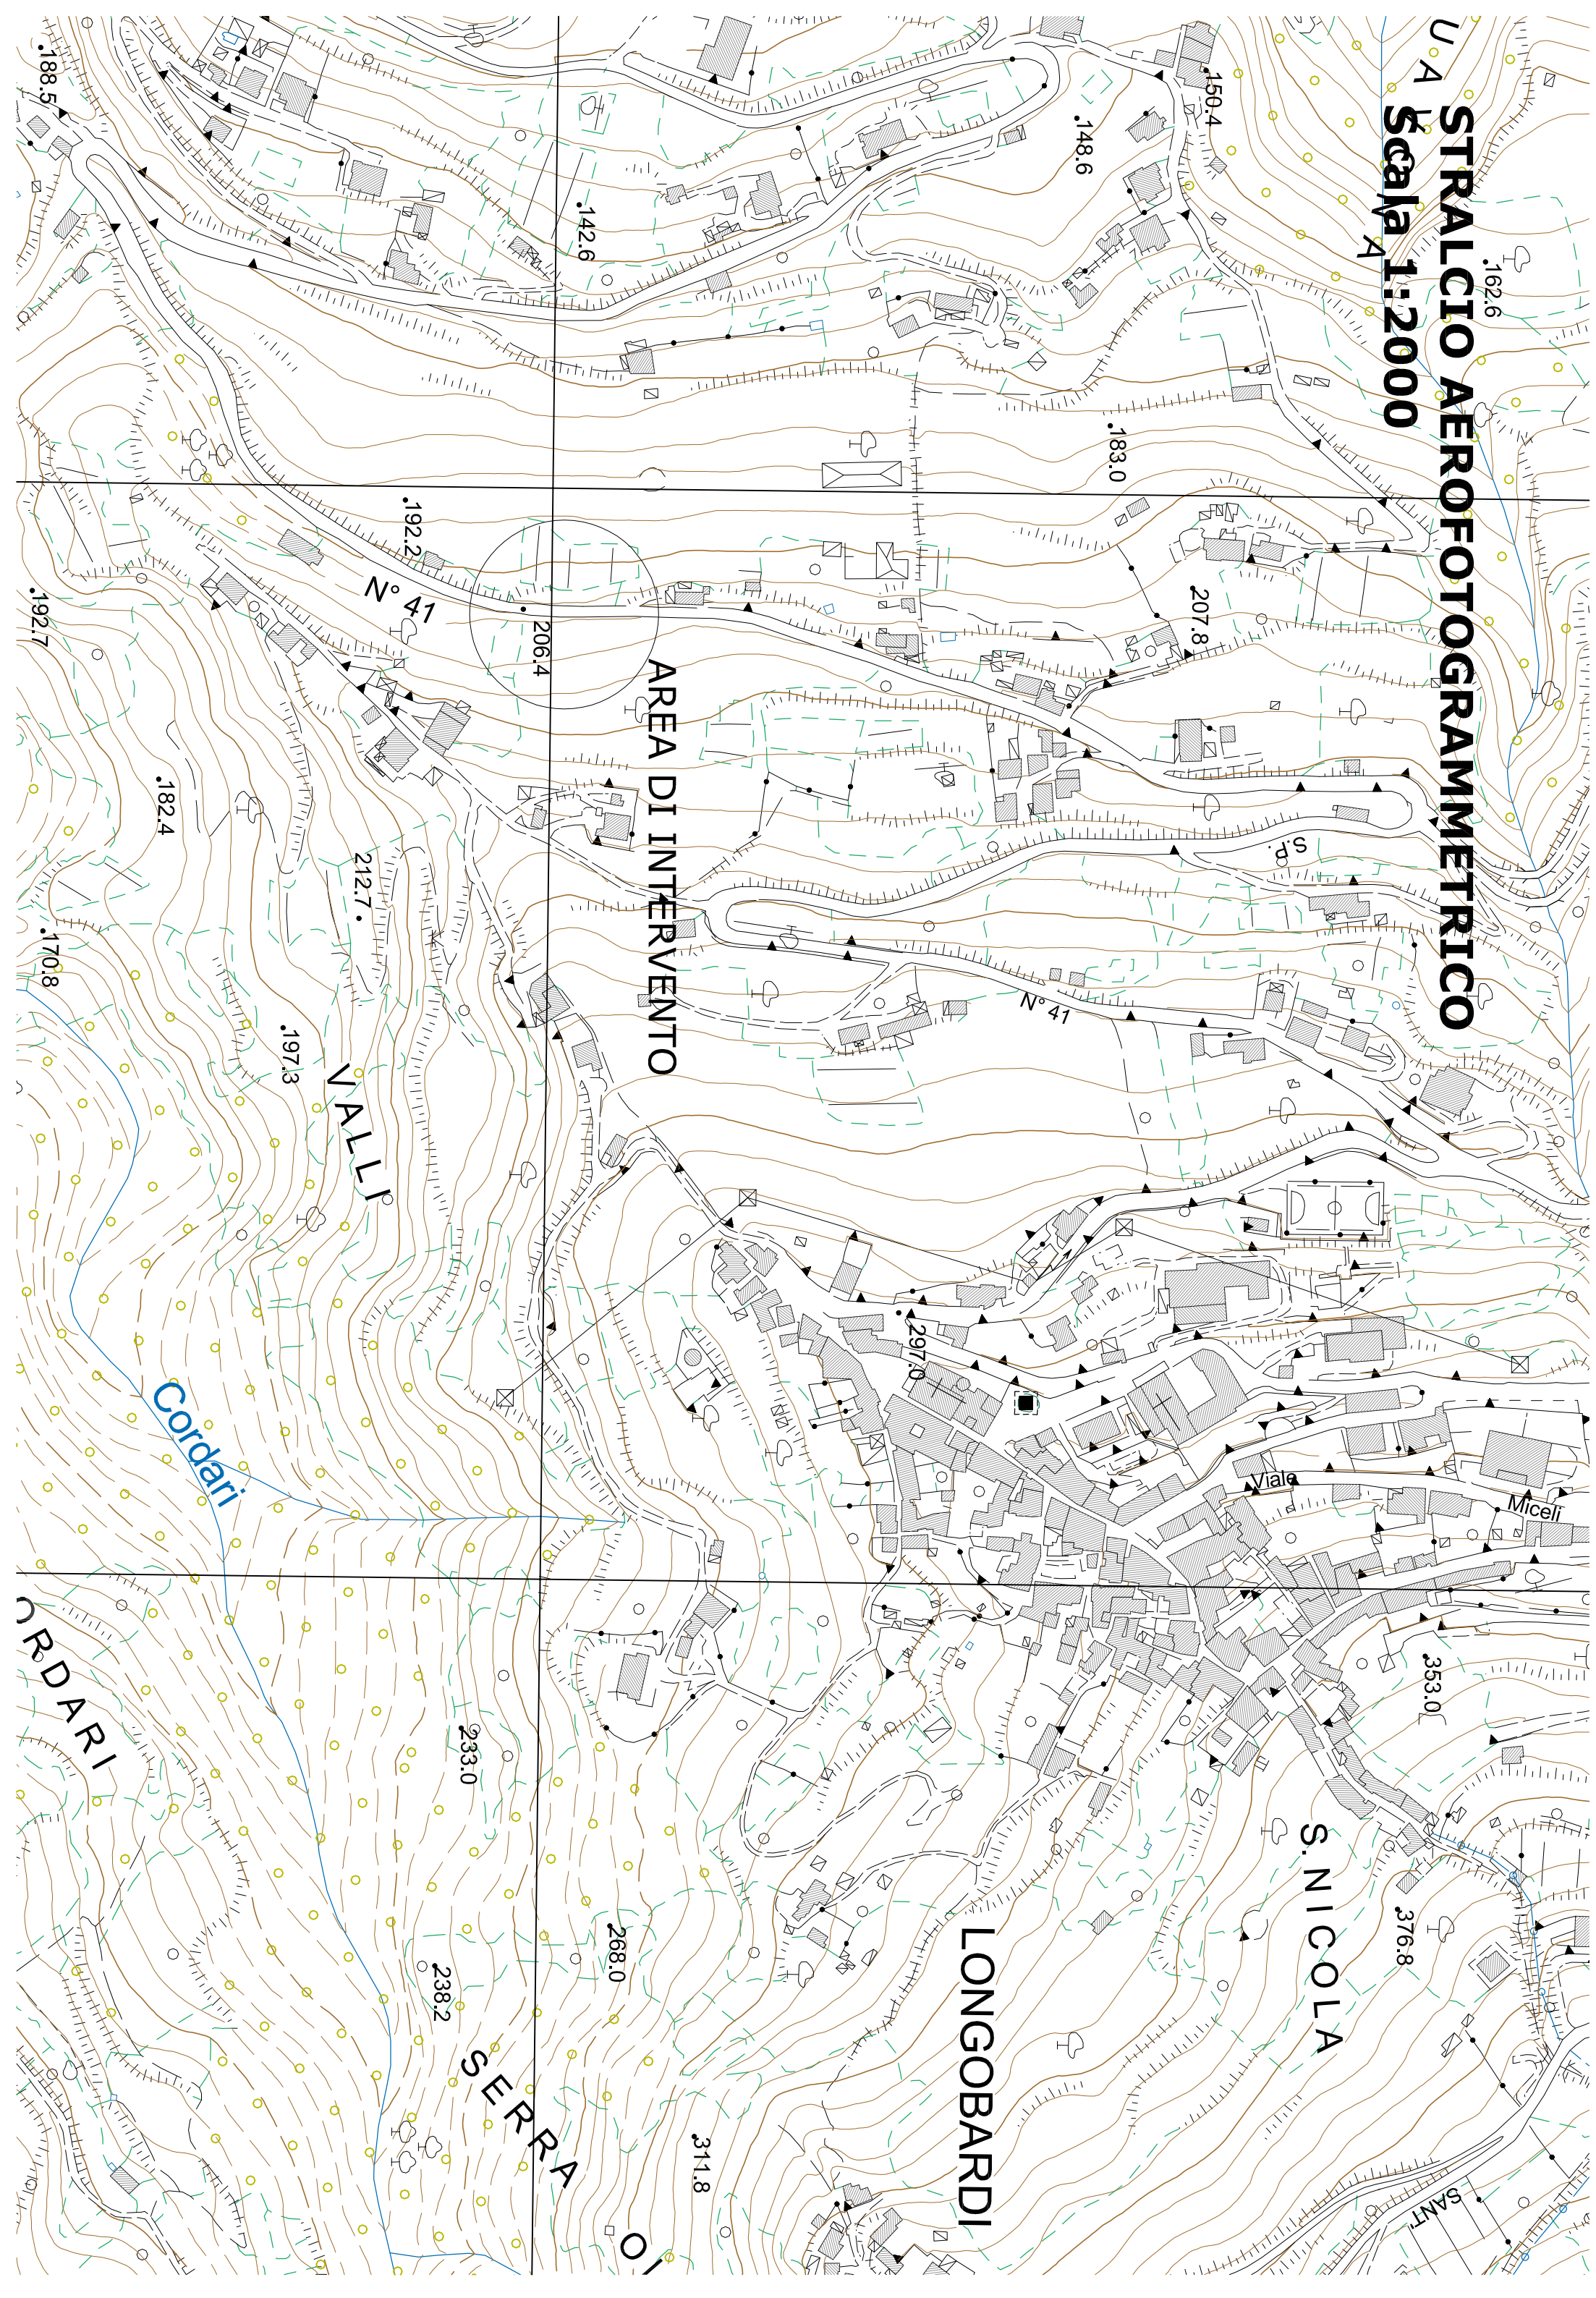 STRALCIO AEROFOTOGRAMMETRICO
Scala 1:2000
188.5
150.4
148.6
142.6
162.6
183.0
192.2
N° 41
192.7
206.4
207.8
AREA DI INTERVENTO
182.4
212.7
S.P.
170.8
197.3
N° 41
VALLI
297.0
Cordari
Viale
Miceli
ORDARI
353.0
233.0
S. NICOLA
376.8
268.0
238.2
LONGOBARDI
SERRA
311.8
SANT'